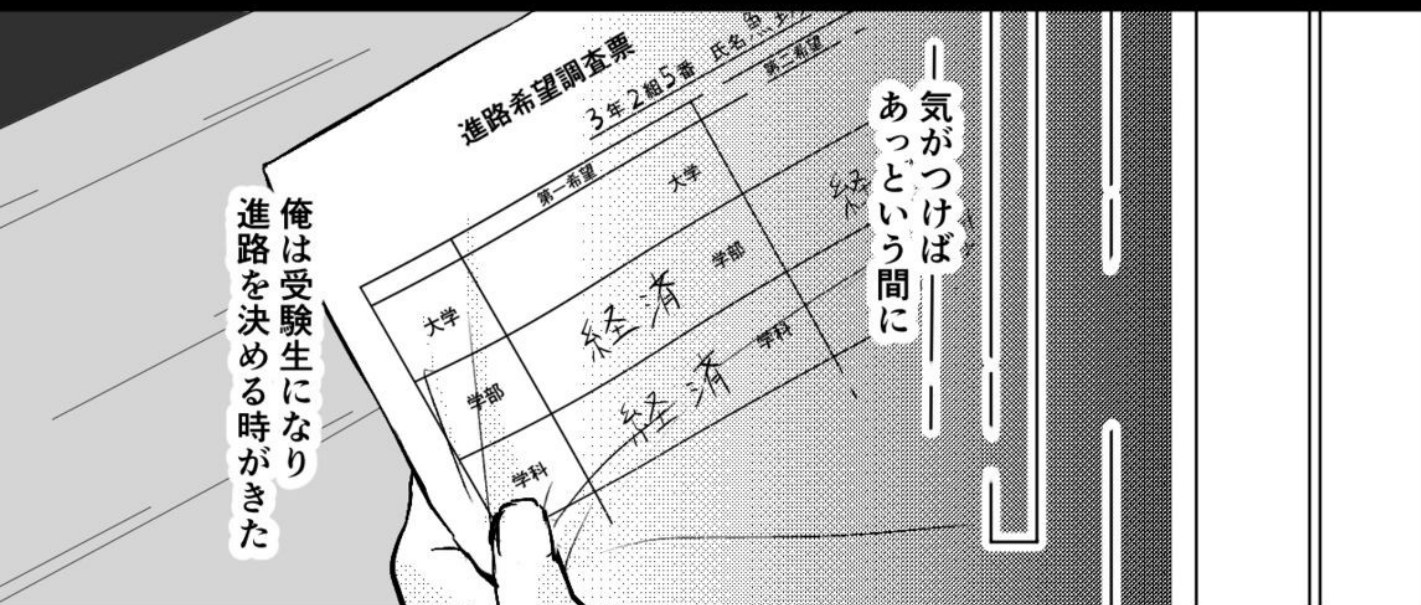 気がつけば
あっという間に
進路希望調査票
3年2組5番 氏名
第一希望
第二希望
大学
大学
学部
経済
学部
経
学科
経済
学科
俺は受験生になり
進路を決める時がきた